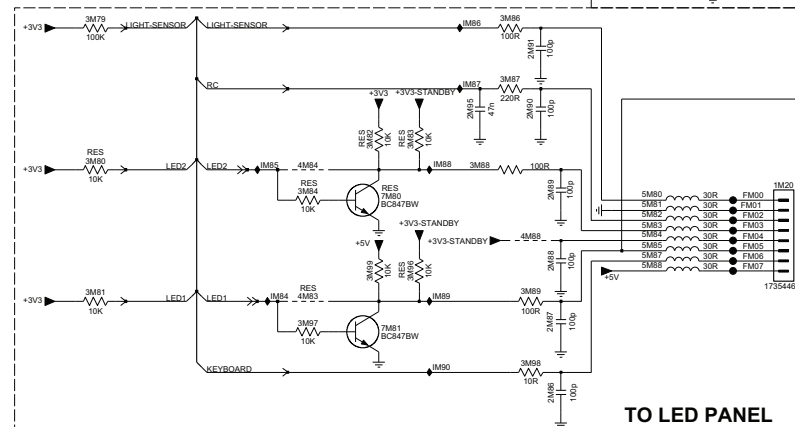 +3V3
3M79
100K
LIGHT-SENSOR
LIGHT-SENSOR
IM86
3M86
100R
2M91
100p
RC
IM87
3M87
220R
2M95
47n
2M90
100p
+3V3
+3V3-STANDBY
RES
3M82
10K
RES
3M83
10K
+3V3
RES
3M80
10K
LED2
LED2
IM85
4M84
IM88
3M88
100R
RES
3M84
10K
RES
7M80
BC847BW
2M89
100p
+3V3-STANDBY
+5V
+3V3-STANDBY
4M88
3M99
10K
RES
3M96
10K
2M88
100p
+3V3
3M81
10K
LED1
LED1
IM84
RES
4M83
IM89
3M89
100R
3M97
10K
7M81
BC847BW
2M87
100p
KEYBOARD
IM90
3M98
10R
2M86
100p
1M20
5M80 30R FM00
5M81 30R FM01
5M82 30R FM02
5M83 30R FM03
5M84 30R FM04
5M85 30R FM05
5M87 30R FM06
5M88 30R FM07
+5V
1735446
TO LED PANEL